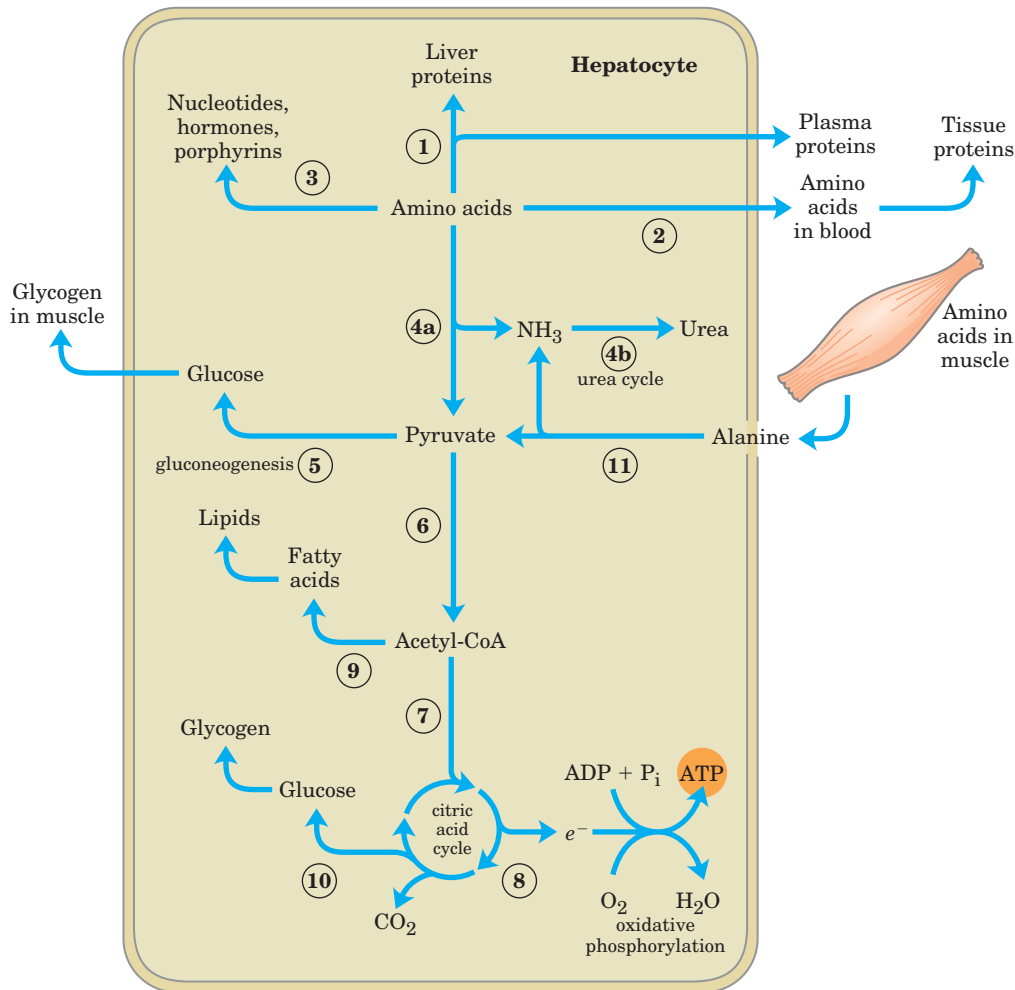 Liver
proteins
Hepatocyte
Nucleotides,
hormones,
porphyrins
Plasma
proteins
Tissue
proteins
1
3
Amino acids
2
Amino
acids
in blood
Glycogen
in muscle
4a
NH3
4b
urea cycle
Urea
Amino
acids in
muscle
Glucose
Pyruvate
Alanine
gluconeogenesis 5
11
6
Lipids
Fatty
acids
Acetyl-CoA
9
7
Glycogen
Glucose
ADP + Pi
ATP
citric
acid
cycle
e−
10
8
CO2
O2
H2O
oxidative
phosphorylation